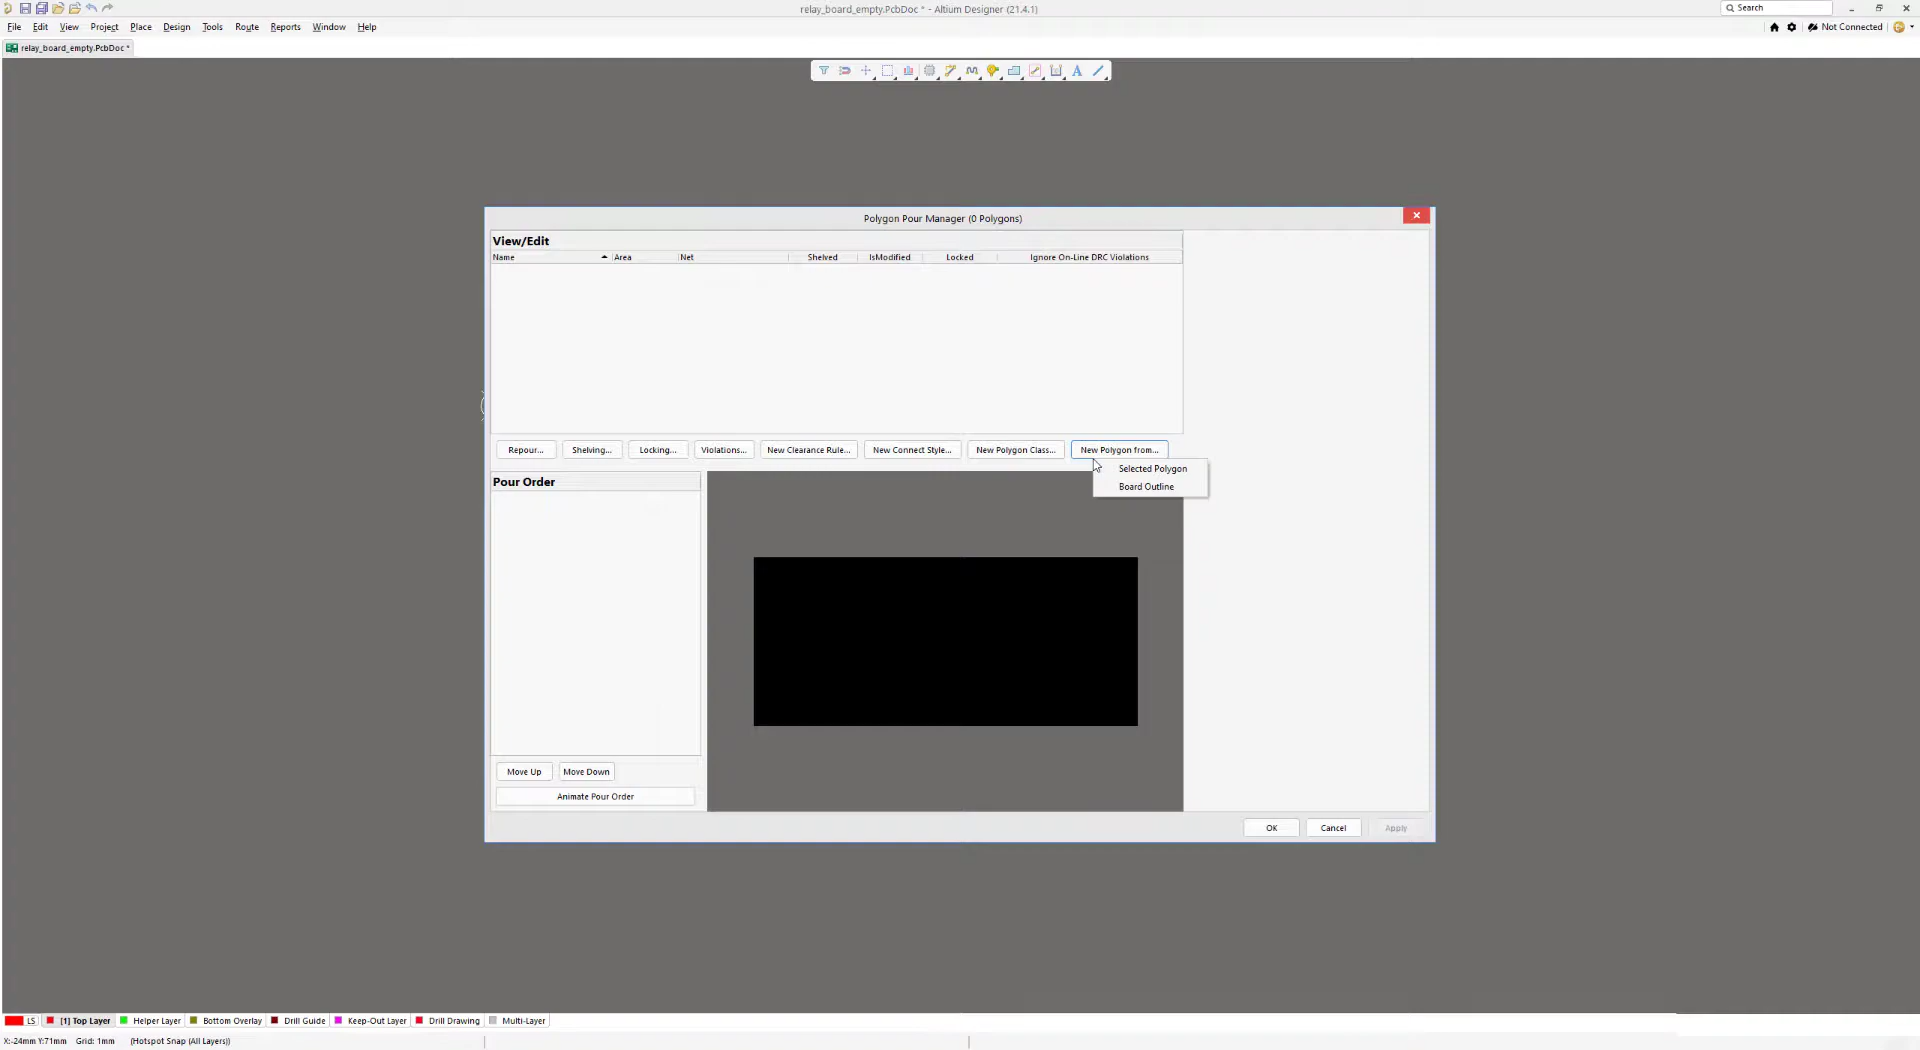 relay_board_empty.PcbDoc * - Altium Designer (21.4.1)
Search
File Edit View Project Place Design Tools Route Reports Window Help
Not Connected
relay_board_empty.PcbDoc *
Polygon Pour Manager (0 Polygons)
View/Edit
Name Area Net Shelved IsModified Locked Ignore On-Line DRC Violations
Repour... Shelving... Locking... Violations... New Clearance Rule... New Connect Style... New Polygon Class... New Polygon from...
Selected Polygon
Board Outline
Pour Order
Move Up Move Down
Animate Pour Order
OK Cancel Apply
LS [1] Top Layer Helper Layer Bottom Overlay Drill Guide Keep-Out Layer Drill Drawing Multi-Layer
X:-24mm Y:71mm Grid: 1mm (Hotspot Snap (All Layers))